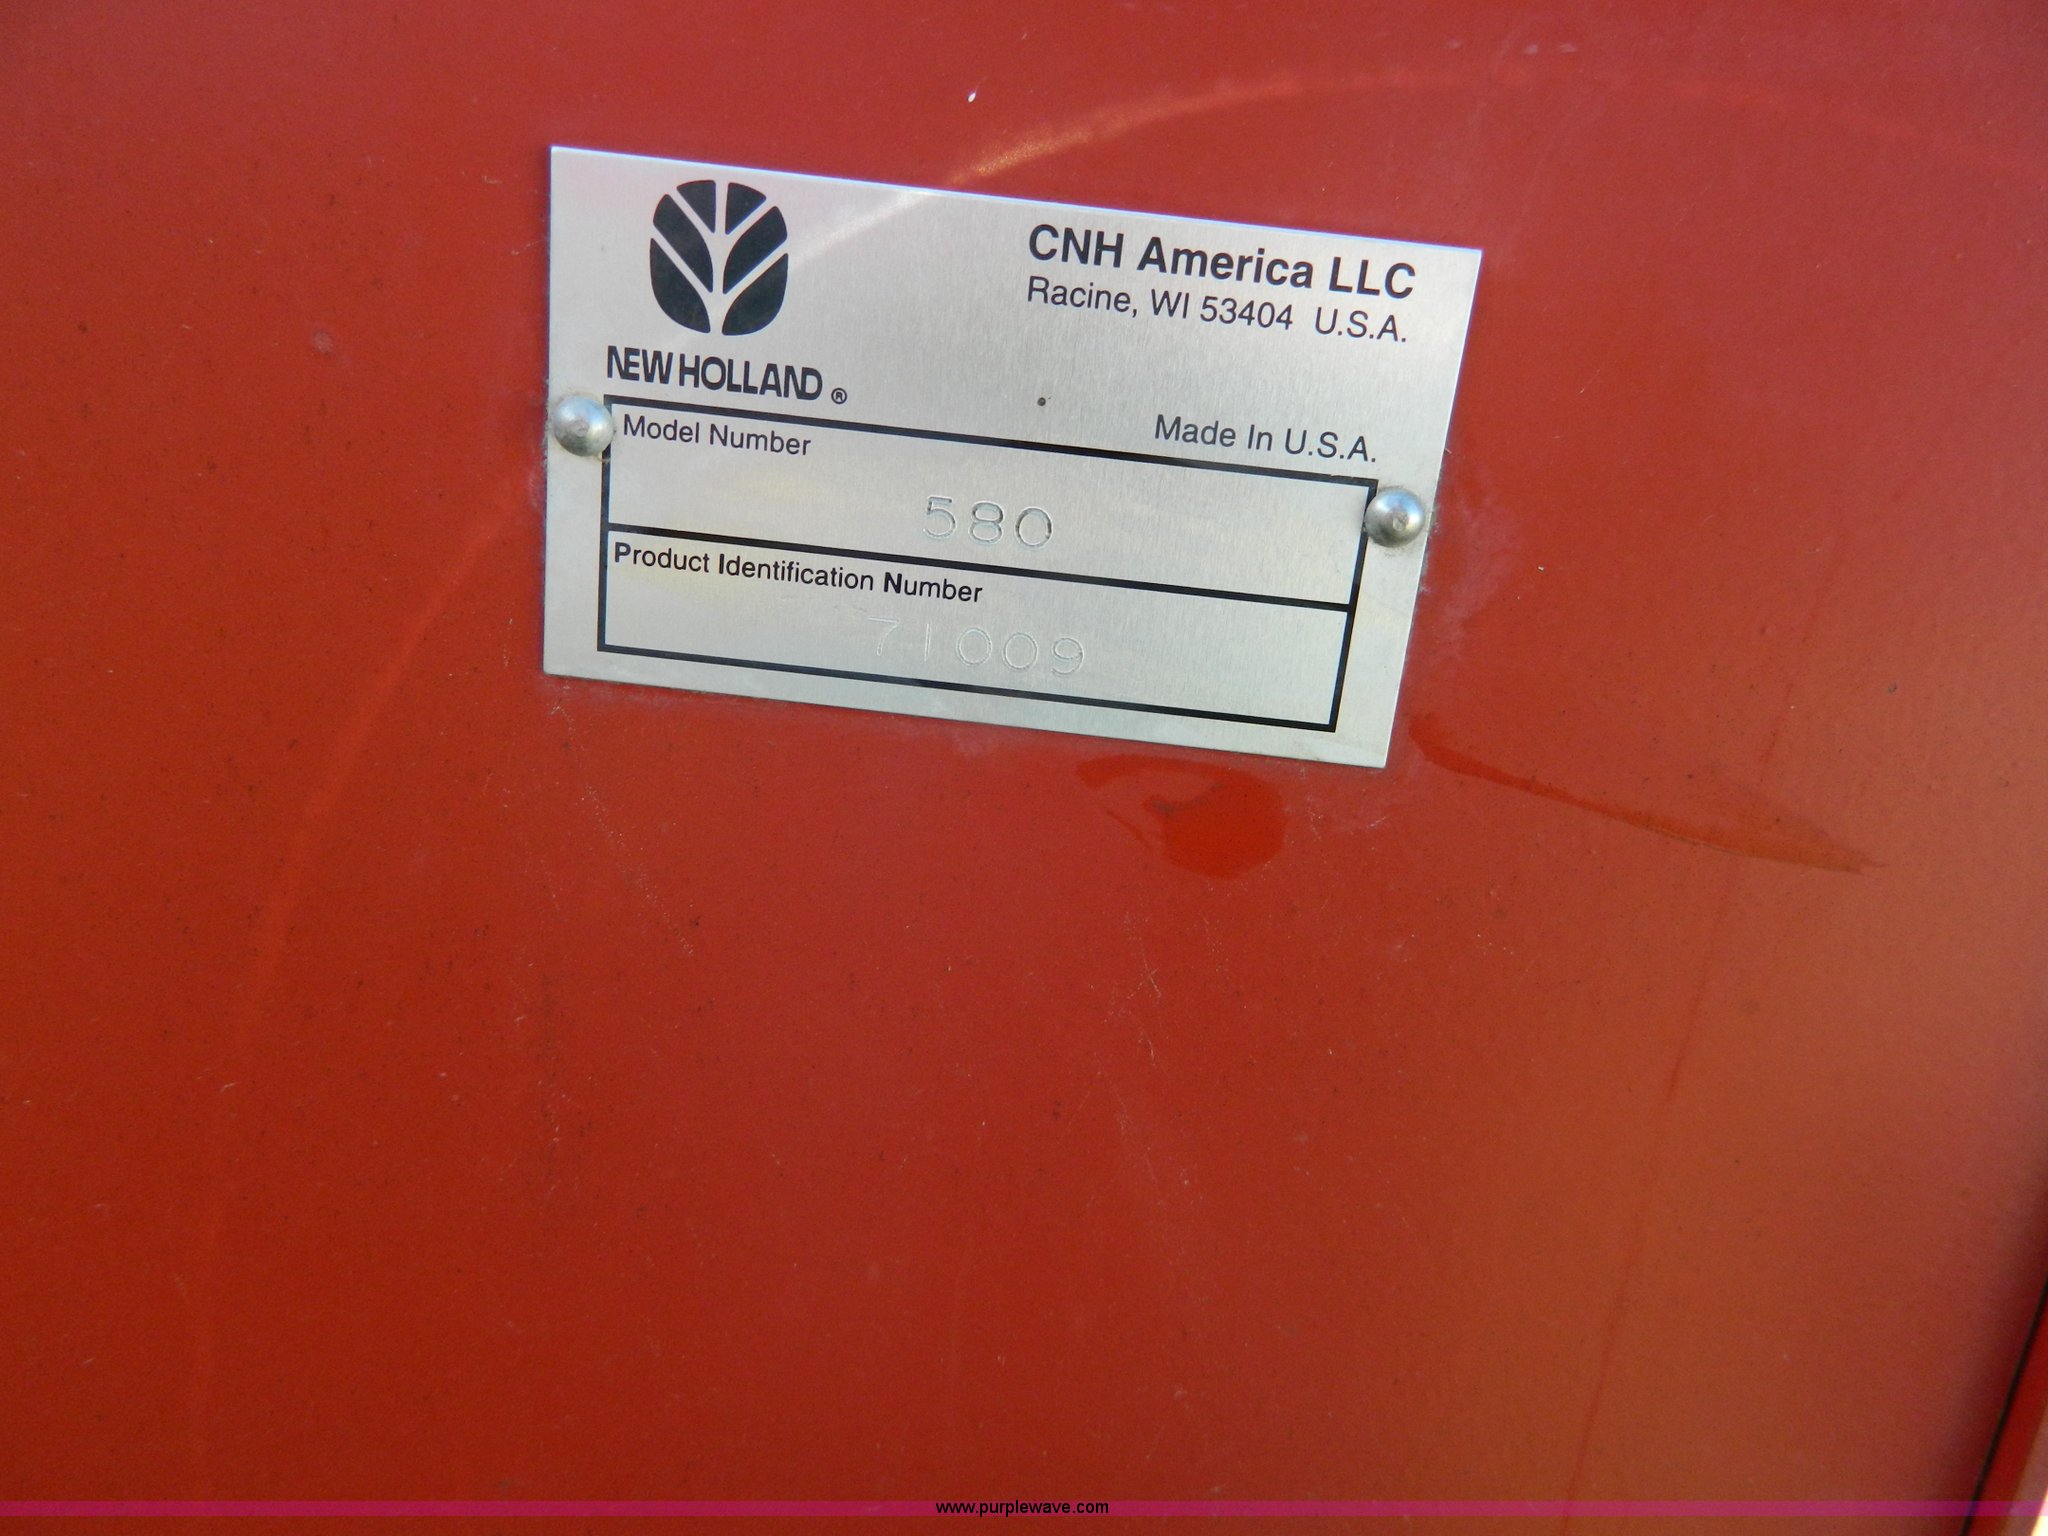 NEW HOLLAND ®
CNH America LLC
Racine, WI 53404 U.S.A.
Made In U.S.A.
Model Number
580
Product Identification Number
71009
www.purplewave.com